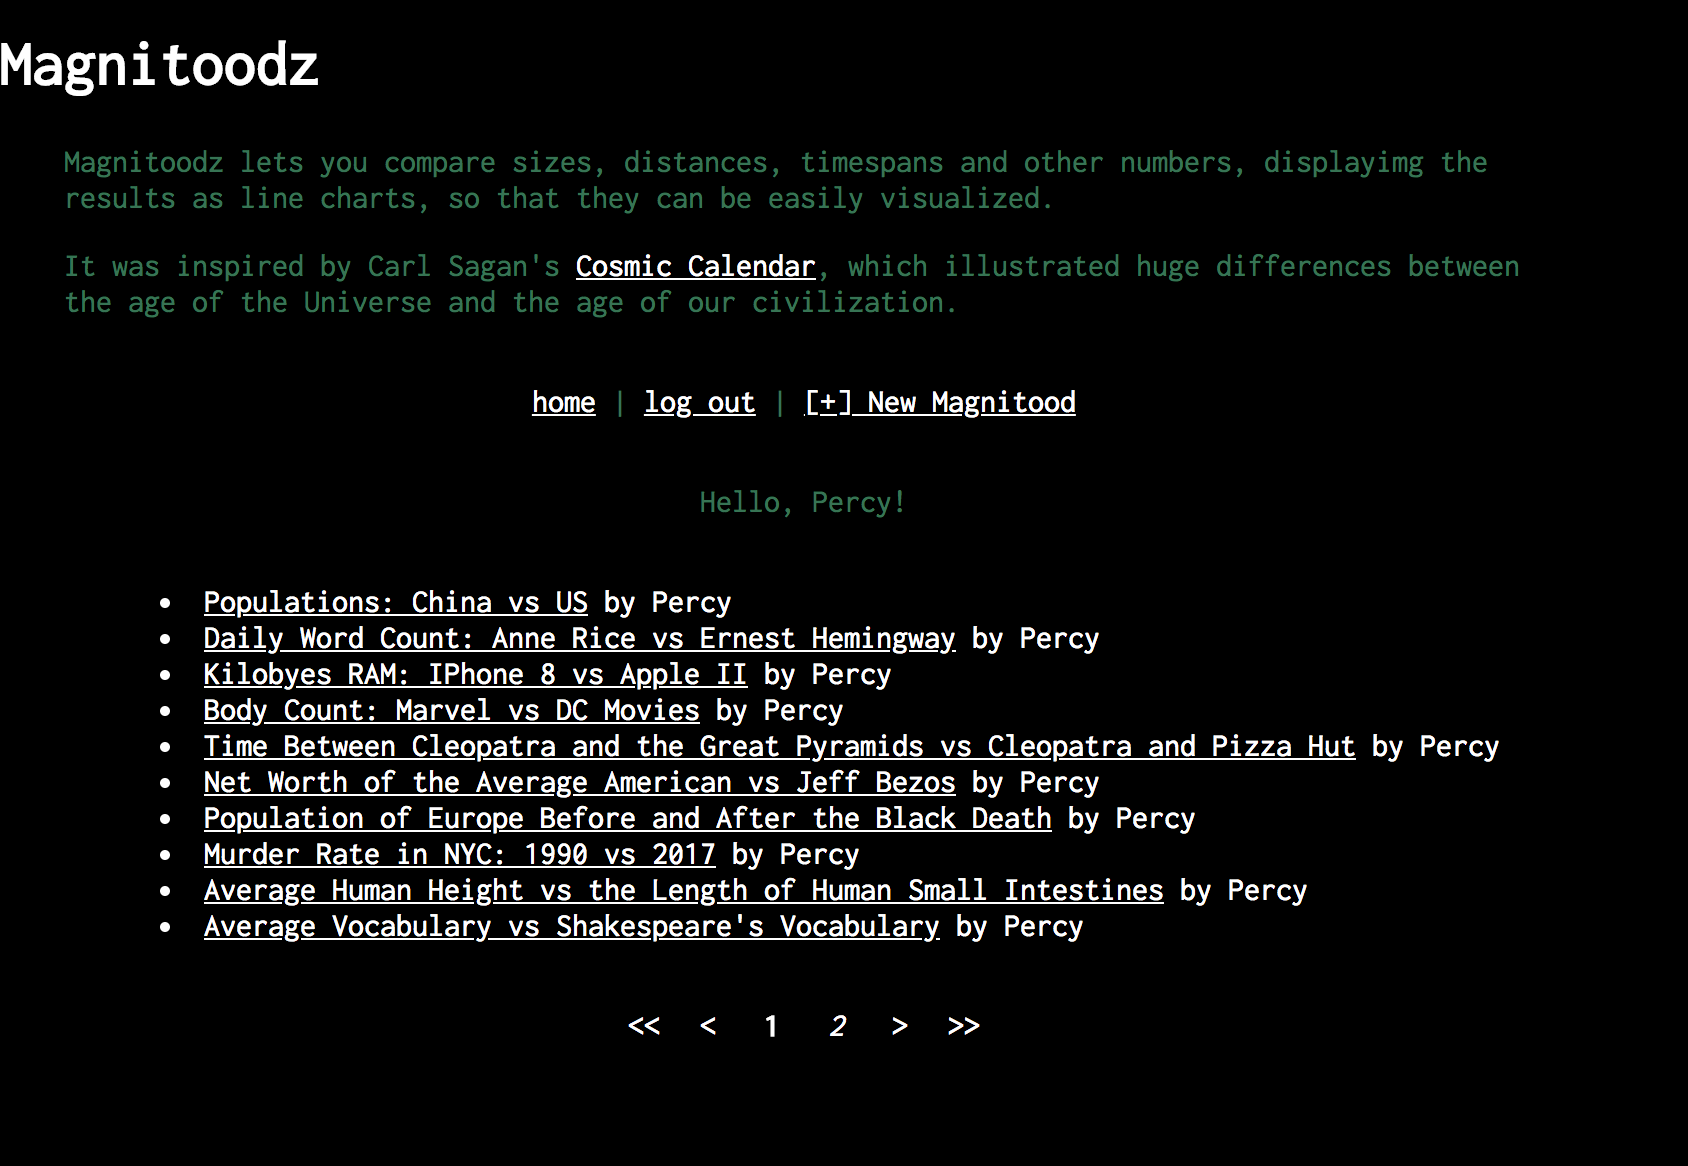 Magnitoodz
Magnitoodz lets you compare sizes, distances, timespans and other numbers, displayimg the
results as line charts, so that they can be easily visualized.
It was inspired by Carl Sagan's Cosmic Calendar, which illustrated huge differences between
the age of the Universe and the age of our civilization.
home | log out | [+] New Magnitood
Hello, Percy!
• Populations: China vs US by Percy
• Daily Word Count: Anne Rice vs Ernest Hemingway by Percy
• Kilobyes RAM: IPhone 8 vs Apple II by Percy
• Body Count: Marvel vs DC Movies by Percy
• Time Between Cleopatra and the Great Pyramids vs Cleopatra and Pizza Hut by Percy
• Net Worth of the Average American vs Jeff Bezos by Percy
• Population of Europe Before and After the Black Death by Percy
• Murder Rate in NYC: 1990 vs 2017 by Percy
• Average Human Height vs the Length of Human Small Intestines by Percy
• Average Vocabulary vs Shakespeare's Vocabulary by Percy
<< < 1 2 > >>